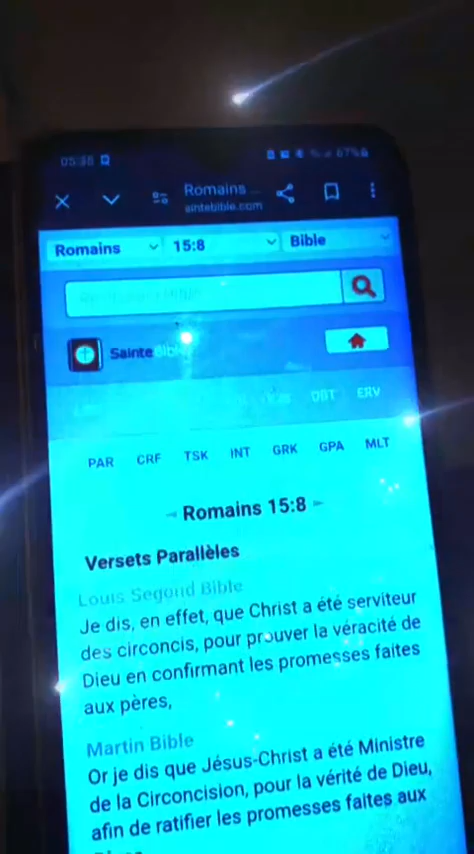 05:38
67%
Romains ...
saintebible.com
Romains 15:8 Bible
SainteBible
DBT ERV
PAR CRF TSK INT GRK GPA MLT
Romains 15:8
Versets Parallèles
Louis Segond Bible
Je dis, en effet, que Christ a été serviteur
des circoncis, pour prouver la véracité de
Dieu en confirmant les promesses faites
aux pères,
Martin Bible
Or je dis que Jésus-Christ a été Ministre
de la Circoncision, pour la vérité de Dieu,
afin de ratifier les promesses faites aux